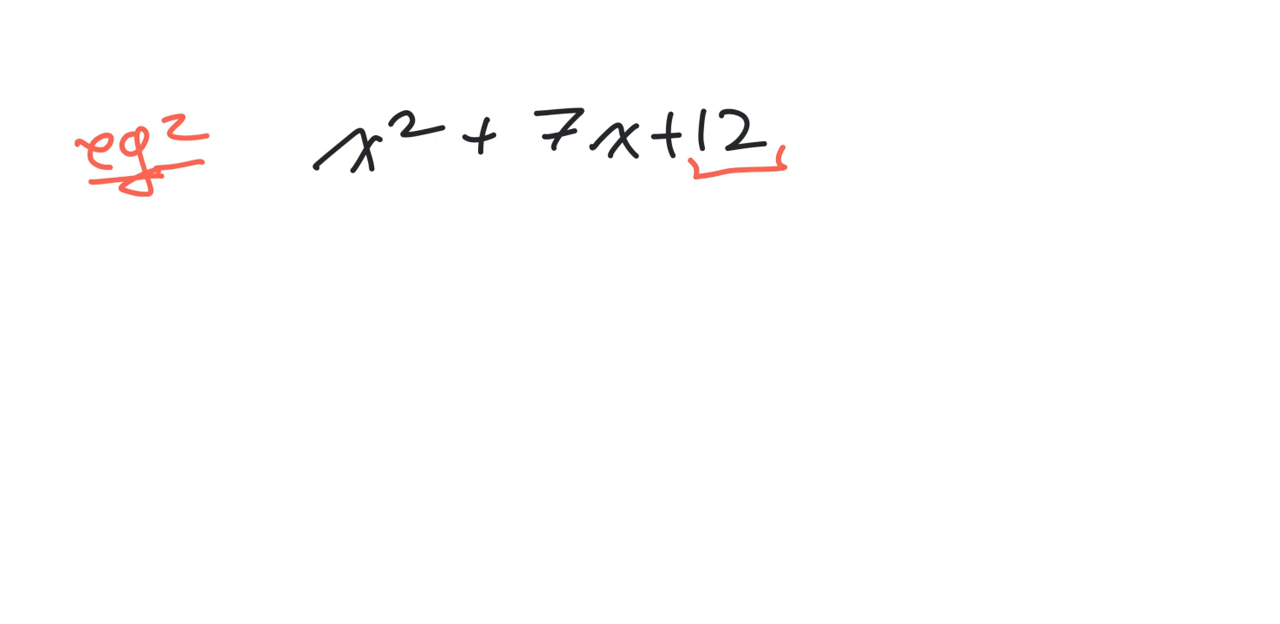 eg 2 x² + 7x + 12